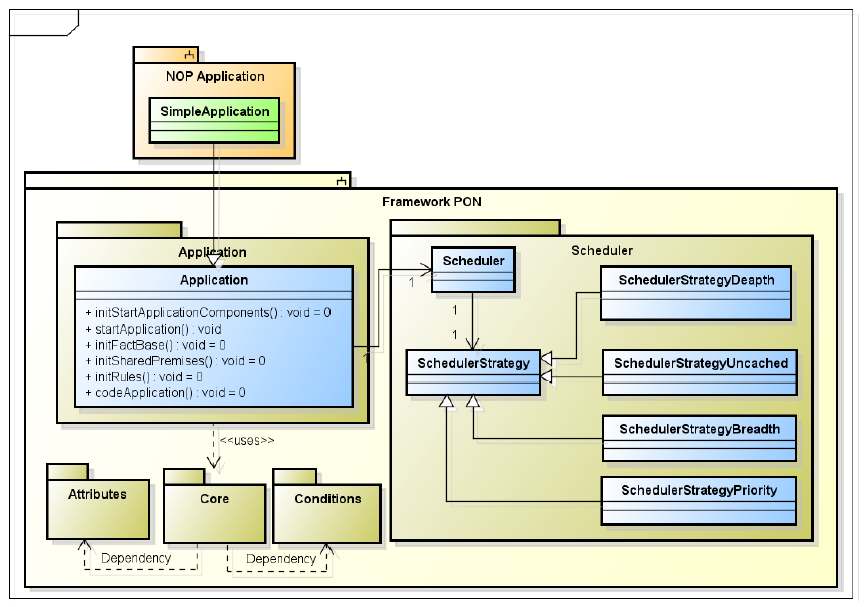 NOP Application
SimpleApplication
Framework PON
Application
Application
+ initStartApplicationComponents() : void = 0
+ startApplication() : void
+ initFactBase() : void = 0
+ initSharedPremises() : void = 0
+ initRules() : void = 0
+ codeApplication() : void = 0
1
1
Scheduler
Scheduler
1
1
SchedulerStrategy
SchedulerStrategyDeapth
SchedulerStrategyUncached
SchedulerStrategyBreadth
SchedulerStrategyPriority
<<uses>>
Attributes
Core
Conditions
Dependency
Dependency